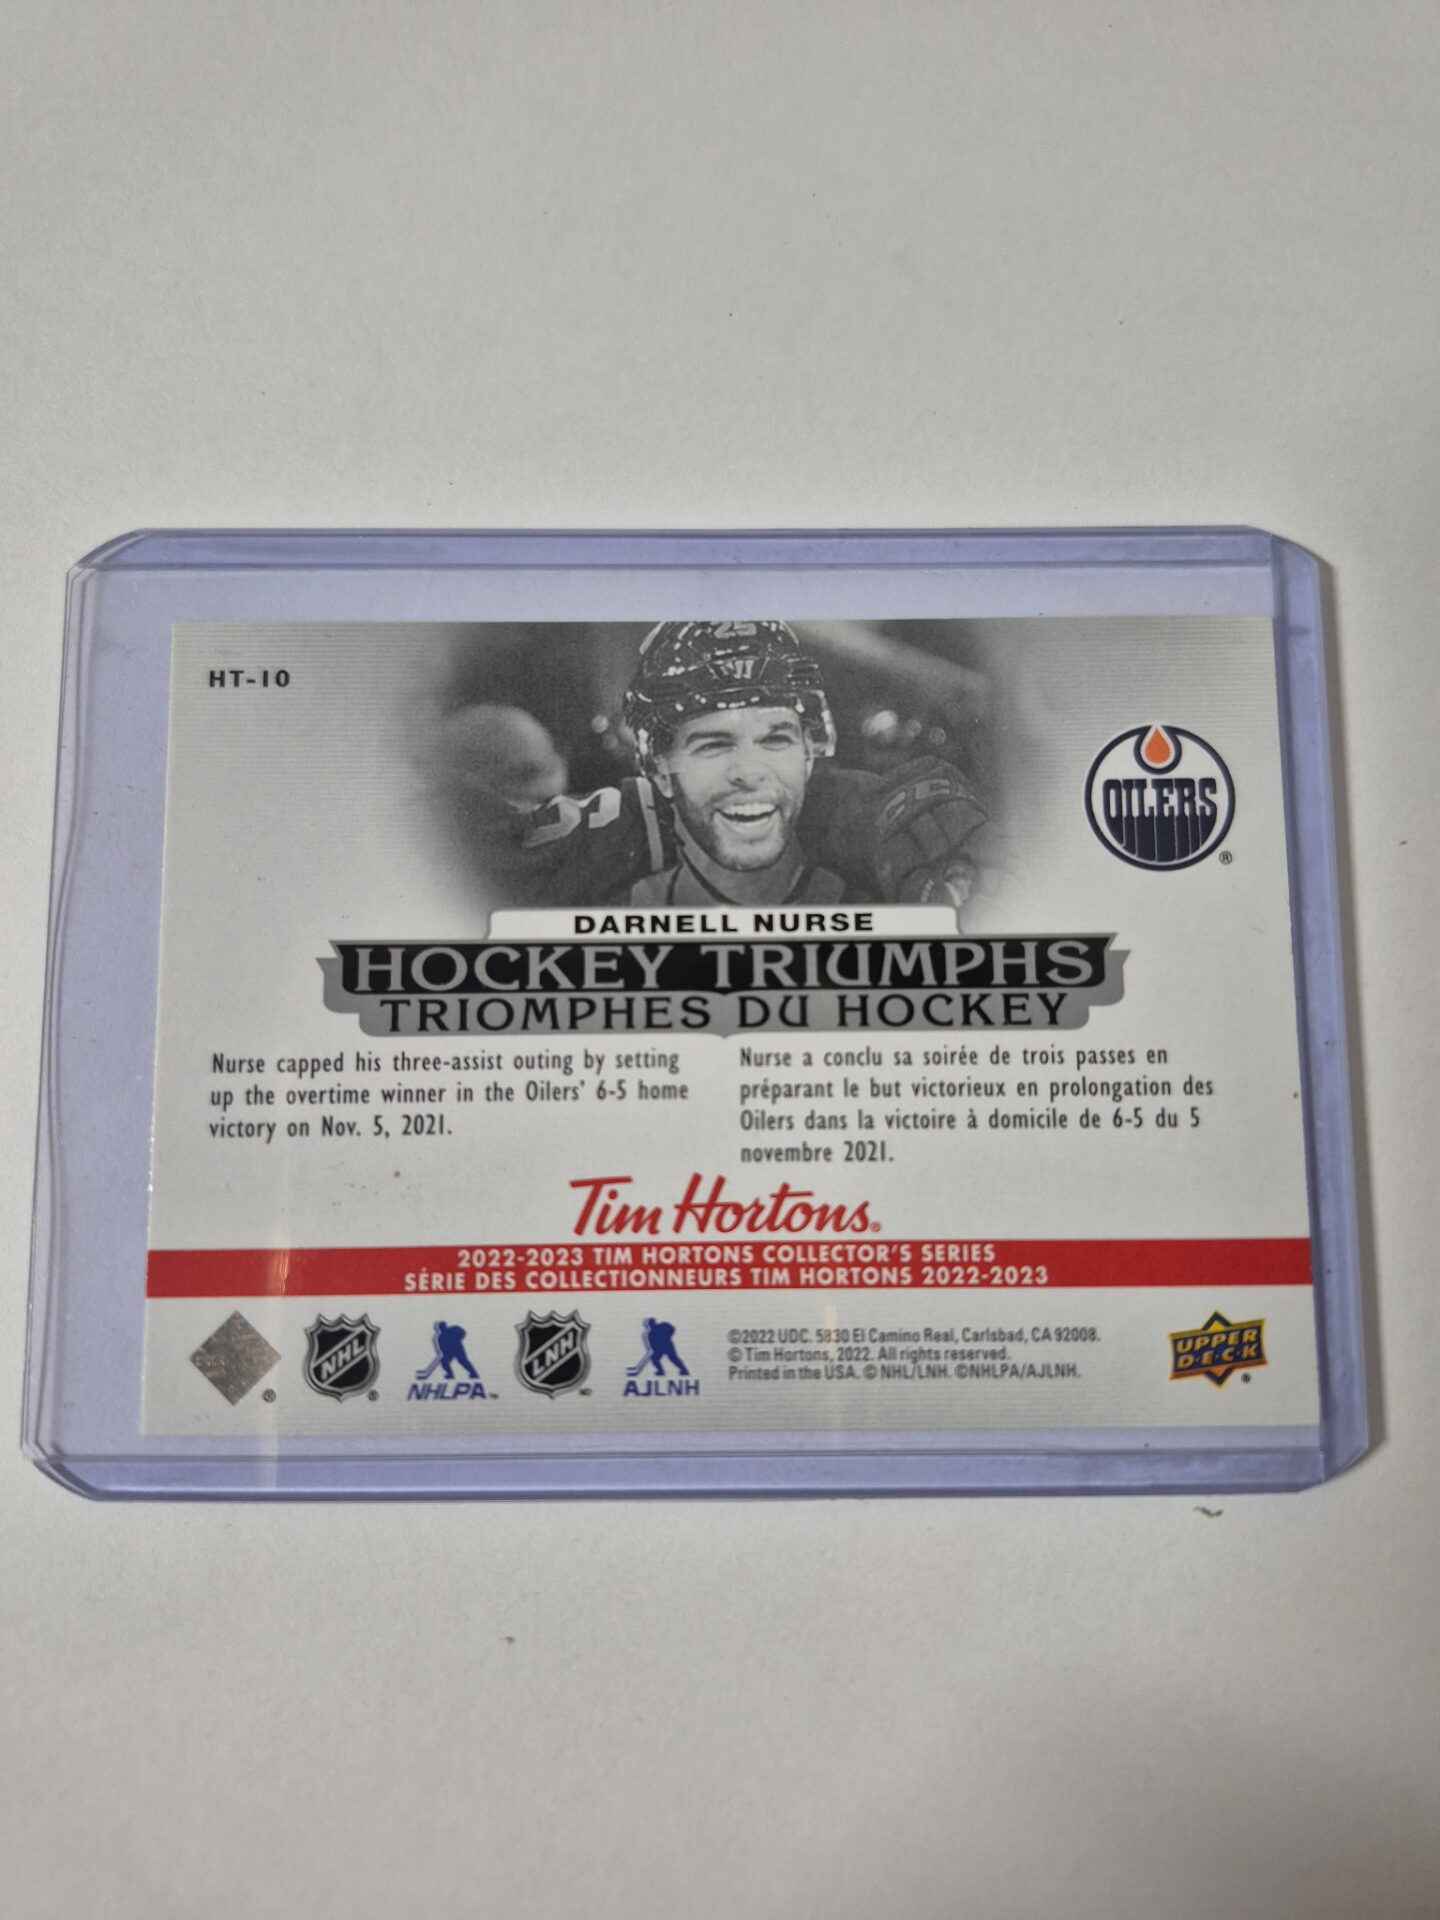 25
HT-10
OILERS
®
DARNELL NURSE
HOCKEY TRIUMPHS
TRIOMPHES DU HOCKEY
Nurse capped his three-assist outing by setting
up the overtime winner in the Oilers' 6-5 home
victory on Nov. 5, 2021.
Nurse a conclu sa soirée de trois passes en
préparant le but victorieux en prolongation des
Oilers dans la victoire à domicile de 6-5 du 5
novembre 2021.
Tim Hortons®
2022-2023 TIM HORTONS COLLECTOR'S SERIES
SÉRIE DES COLLECTIONNEURS TIM HORTONS 2022-2023
®
NHL
®
NHLPA™
LNH
MD
AJLNH
©2022 UDC. 5830 El Camino Real, Carlsbad, CA 92008.
© Tim Hortons, 2022. All rights reserved.
Printed in the USA. © NHL/LNH. ©NHLPA/AJLNH.
UPPER
D·E·C·K
®